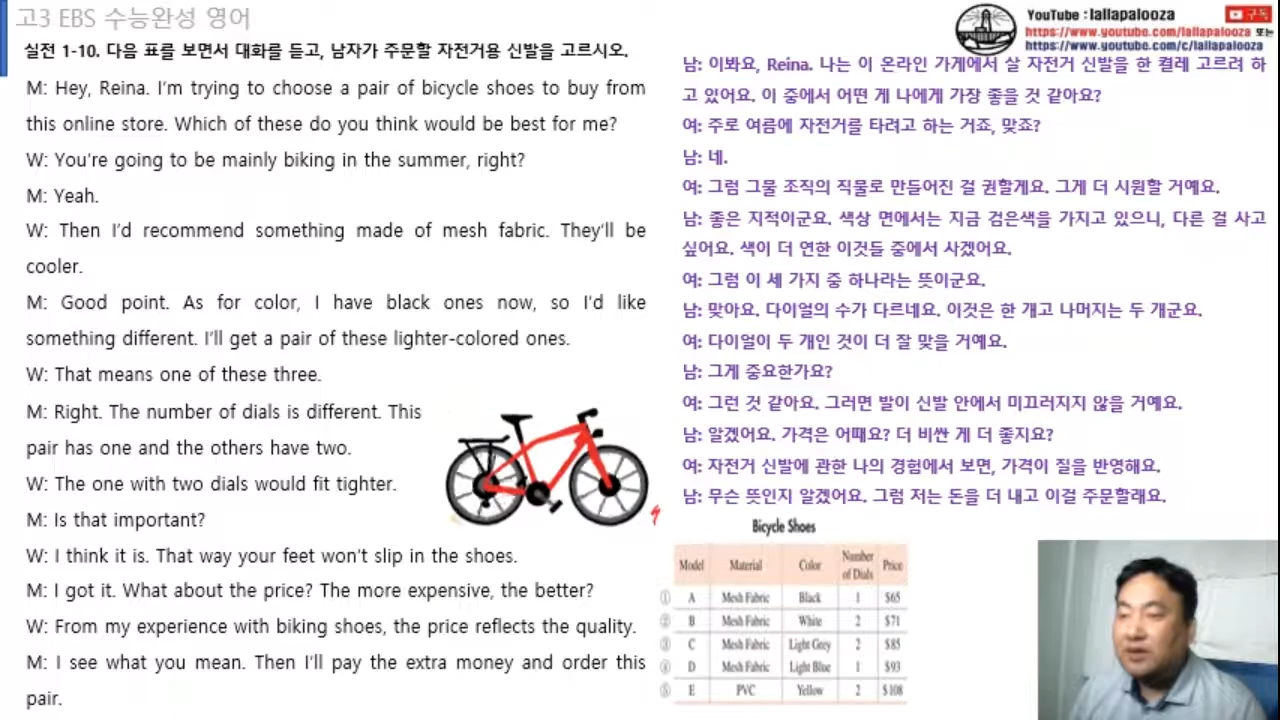 고3 EBS 수능완성 영어
YouTube : lallapalooza
구독
https://www.youtube.com/lallapalooza 또는
https://www.youtube.com/c/lallapalooza
실전 1-10. 다음 표를 보면서 대화를 듣고, 남자가 주문할 자전거용 신발을 고르시오.
M: Hey, Reina. I'm trying to choose a pair of bicycle shoes to buy from
this online store. Which of these do you think would be best for me?
W: You're going to be mainly biking in the summer, right?
M: Yeah.
W: Then I'd recommend something made of mesh fabric. They'll be
cooler.
M: Good point. As for color, I have black ones now, so I'd like
something different. I'll get a pair of these lighter-colored ones.
W: That means one of these three.
M: Right. The number of dials is different. This
pair has one and the others have two.
W: The one with two dials would fit tighter.
M: Is that important?
W: I think it is. That way your feet won't slip in the shoes.
M: I got it. What about the price? The more expensive, the better?
W: From my experience with biking shoes, the price reflects the quality.
M: I see what you mean. Then I'll pay the extra money and order this
pair.
남: 이봐요, Reina. 나는 이 온라인 가게에서 살 자전거 신발을 한 켤레 고르려 하
고 있어요. 이 중에서 어떤 게 나에게 가장 좋을 것 같아요?
여: 주로 여름에 자전거를 타려고 하는 거죠, 맞죠?
남: 네.
여: 그럼 그물 조직의 직물로 만들어진 걸 권할게요. 그게 더 시원할 거예요.
남: 좋은 지적이군요. 색상 면에서는 지금 검은색을 가지고 있으니, 다른 걸 사고
싶어요. 색이 더 연한 이것들 중에서 사겠어요.
여: 그럼 이 세 가지 중 하나라는 뜻이군요.
남: 맞아요. 다이얼의 수가 다르네요. 이것은 한 개고 나머지는 두 개군요.
여: 다이얼이 두 개인 것이 더 잘 맞을 거예요.
남: 그게 중요한가요?
여: 그런 것 같아요. 그러면 발이 신발 안에서 미끄러지지 않을 거예요.
남: 알겠어요. 가격은 어때요? 더 비싼 게 더 좋지요?
여: 자전거 신발에 관한 나의 경험에서 보면, 가격이 질을 반영해요.
남: 무슨 뜻인지 알겠어요. 그럼 저는 돈을 더 내고 이걸 주문할래요.
Bicycle Shoes
Model Material Color Number of Dials Price
① A Mesh Fabric Black 1 $65
② B Mesh Fabric White 2 $71
③ C Mesh Fabric Light Grey 2 $85
④ D Mesh Fabric Light Blue 1 $93
⑤ E PVC Yellow 2 $108